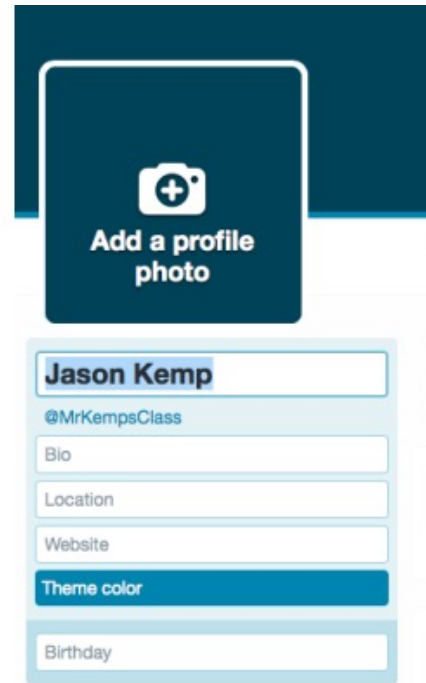 Add a profile
photo
Jason Kemp
@MrKempsClass
Bio
Location
Website
Theme color
Birthday